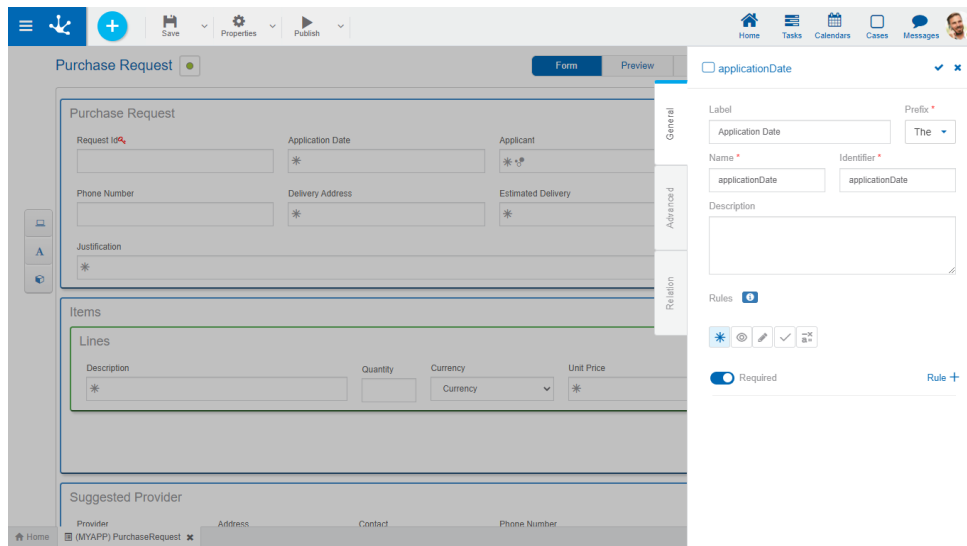 Save
Properties
Publish
Home
Tasks
Calendars
Cases
Messages
Purchase Request
Form
Preview
Purchase Request
Request Id
Application Date
Applicant
Phone Number
Delivery Address
Estimated Delivery
Justification
Items
Lines
Description
Quantity
Currency
Unit Price
Currency
Suggested Provider
Provider
Address
Contact
Phone Number
Home
(MYAPP) PurchaseRequest
General
Advanced
Relation
applicationDate
Label
Prefix *
Application Date
The
Name *
Identifier *
applicationDate
applicationDate
Description
Rules
Required
Rule +